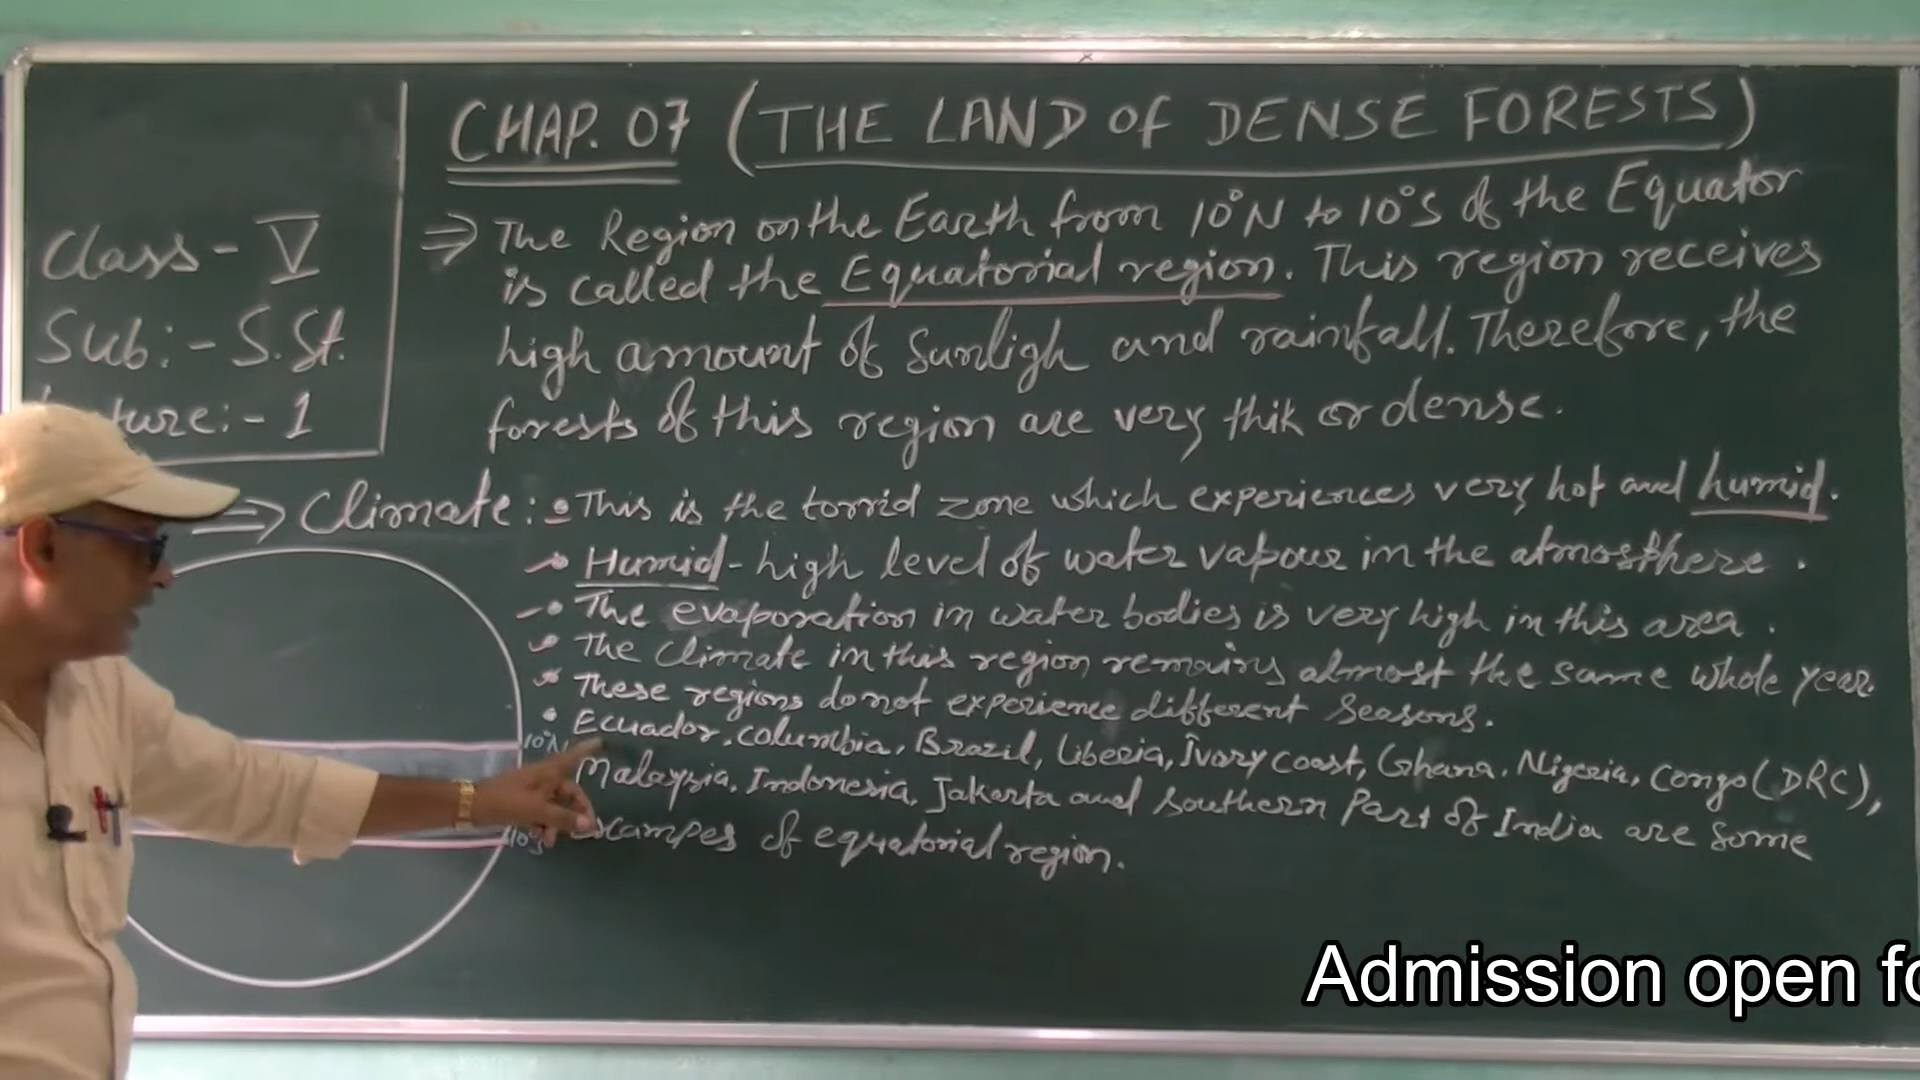 CHAP. 07 (THE LAND of DENSE FORESTS)
Class - V
Sub:- S.St.
ture:- 1
⇒ The Region on the Earth from 10°N to 10°S of the Equator
is called the Equatorial region. This region receives
high amount of Sunligh and rainfall. Therefore, the
forests of this region are very thik or dense.
⇒ Climate: • This is the torrid zone which experiences very hot and humid.
• Humid - high level of water vapour in the atmosthere.
• The evaporation in water bodies is very high in this area.
• The climate in this region remains almost the same whole year.
• These regions donot experience different seasons.
• Ecuador, Columbia, Brazil, Liberia, Ivory coast, Ghana, Nigeria, Congo (DRC),
Malaysia, Indonesia, Jakarta and Southern Part of India are some
excampes of equatorial region.
10°N
10°S
Admission open fo